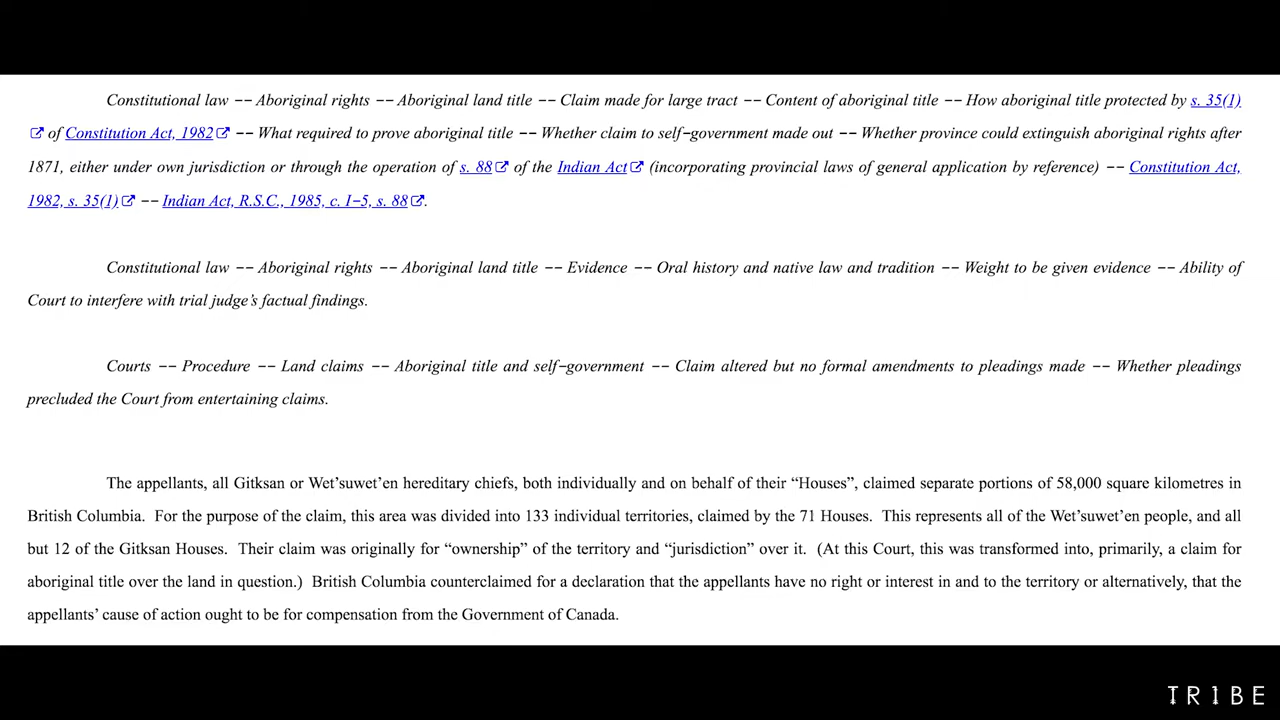 Constitutional law –– Aboriginal rights –– Aboriginal land title –– Claim made for large tract –– Content of aboriginal title –– How aboriginal title protected by s. 35(1)
of Constitution Act, 1982 –– What required to prove aboriginal title –– Whether claim to self–government made out –– Whether province could extinguish aboriginal rights after
1871, either under own jurisdiction or through the operation of s. 88 of the Indian Act (incorporating provincial laws of general application by reference) –– Constitution Act,
1982, s. 35(1) –– Indian Act, R.S.C., 1985, c. I–5, s. 88.
Constitutional law –– Aboriginal rights –– Aboriginal land title –– Evidence –– Oral history and native law and tradition –– Weight to be given evidence –– Ability of
Court to interfere with trial judge's factual findings.
Courts –– Procedure –– Land claims –– Aboriginal title and self–government –– Claim altered but no formal amendments to pleadings made –– Whether pleadings
precluded the Court from entertaining claims.
The appellants, all Gitksan or Wet'suwet'en hereditary chiefs, both individually and on behalf of their “Houses”, claimed separate portions of 58,000 square kilometres in
British Columbia. For the purpose of the claim, this area was divided into 133 individual territories, claimed by the 71 Houses. This represents all of the Wet'suwet'en people, and all
but 12 of the Gitksan Houses. Their claim was originally for “ownership” of the territory and “jurisdiction” over it. (At this Court, this was transformed into, primarily, a claim for
aboriginal title over the land in question.) British Columbia counterclaimed for a declaration that the appellants have no right or interest in and to the territory or alternatively, that the
appellants' cause of action ought to be for compensation from the Government of Canada.
TR1BE